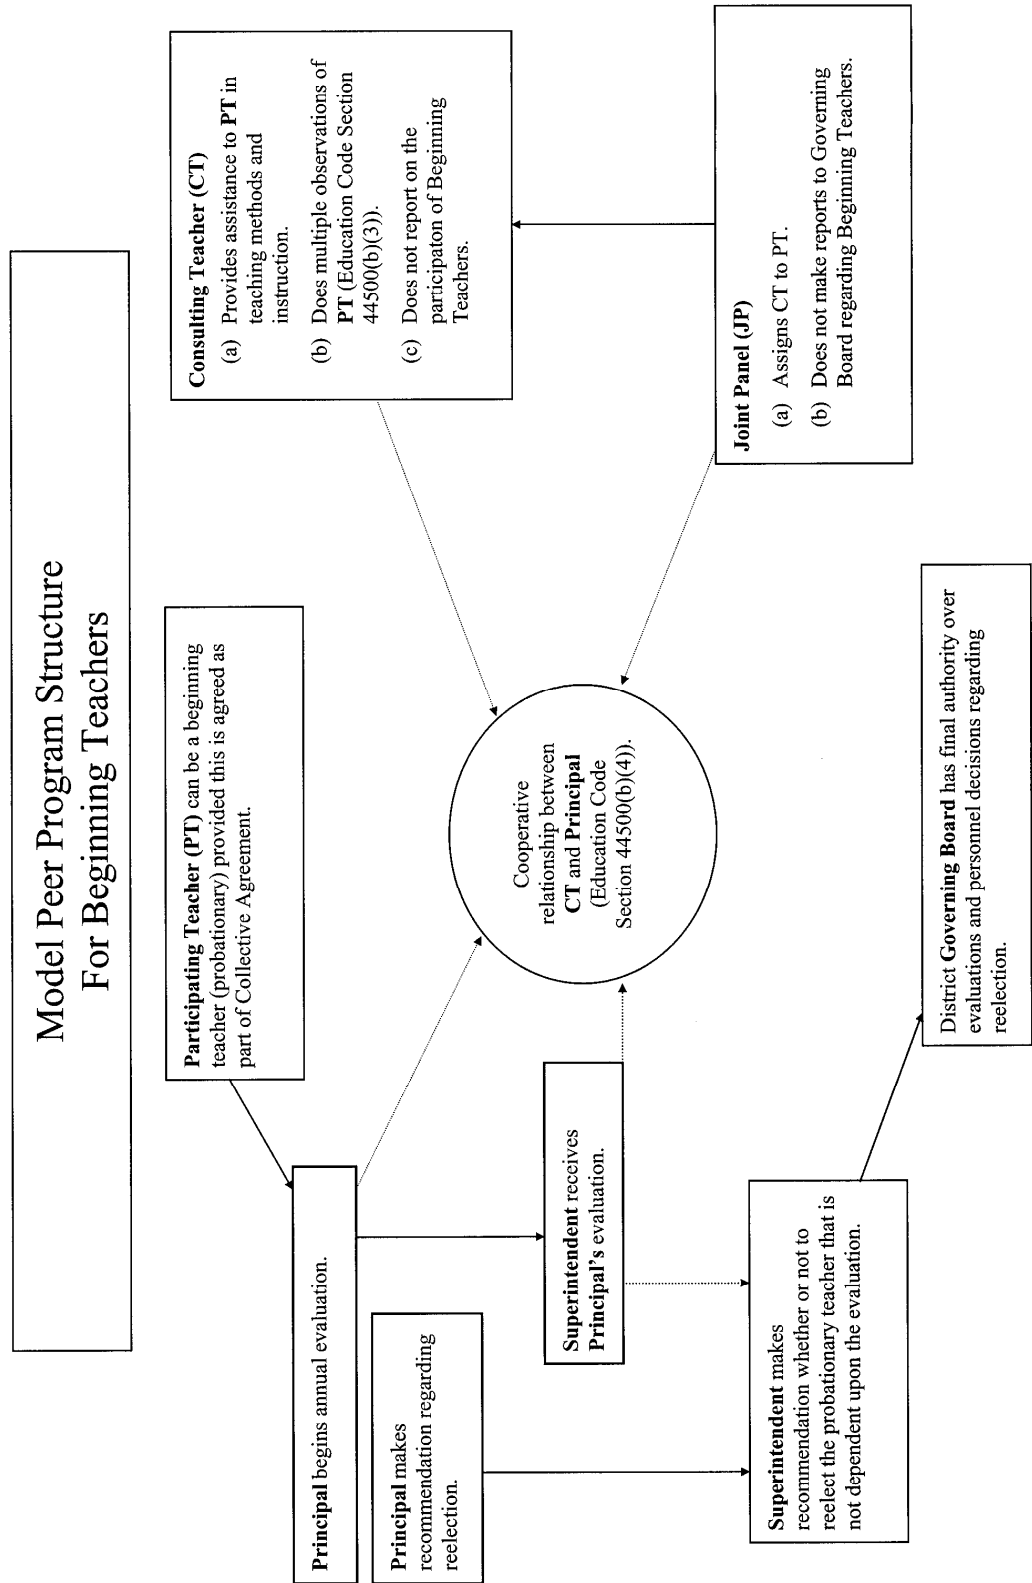 Model Peer Program Structure
For Beginning Teachers
Participating Teacher (PT) can be a beginning
teacher (probationary) provided this is agreed as
part of Collective Agreement.
Principal begins annual evaluation.
Principal makes
recommendation regarding
reelection.
Superintendent receives
Principal's evaluation.
Superintendent makes
recommendation whether or not to
reelect the probationary teacher that is
not dependent upon the evaluation.
Cooperative
relationship between
CT and Principal
(Education Code
Section 44500(b)(4)).
District Governing Board has final authority over
evaluations and personnel decisions regarding
reelection.
Consulting Teacher (CT)
(a) Provides assistance to PT in
teaching methods and
instruction.
(b) Does multiple observations of
PT (Education Code Section
44500(b)(3)).
(c) Does not report on the
participaton of Beginning
Teachers.
Joint Panel (JP)
(a) Assigns CT to PT.
(b) Does not make reports to Governing
Board regarding Beginning Teachers.